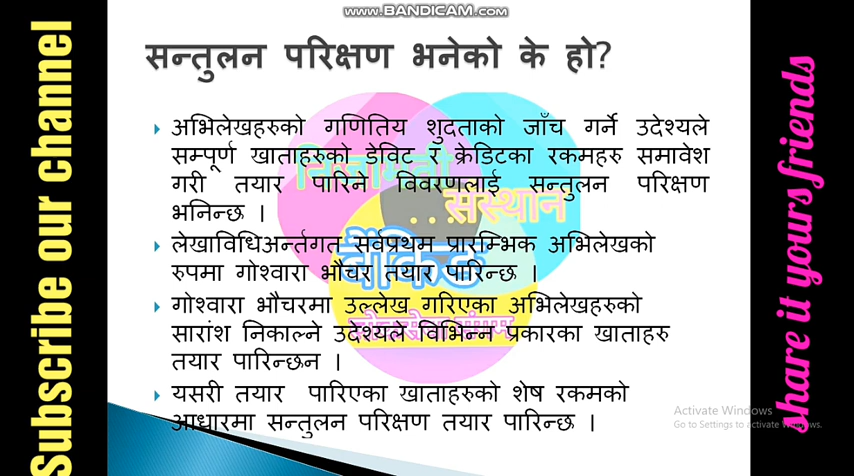 www.BANDICAM.com
सन्तुलन परिक्षण भनेको के हो?
अभिलेखहरुको गणितिय शुदताको जाँच गर्ने उदेश्यले
सम्पूर्ण खाताहरुको डेविट र क्रेडिटका रकमहरु समावेश
गरी तयार पारिने विवरणलाई सन्तुलन परिक्षण
भनिन्छ ।
लेखाविधिअर्न्तगत सर्वप्रथम प्रारम्भिक अभिलेखको
रुपमा गोश्वारा भौचर तयार पारिन्छ ।
गोश्वारा भौचरमा उल्लेख गरिएका अभिलेखहरुको
सारांश निकाल्ने उदेश्यले विभिन्न प्रकारका खाताहरु
तयार पारिन्छन ।
यसरी तयार पारिएका खाताहरुको शेष रकमको
आधारमा सन्तुलन परिक्षण तयार पारिन्छ ।
संस्थान
बैंकिङ
Subscribe our channel
share it yours friends
Activate Windows
Go to Settings to activate Windows.